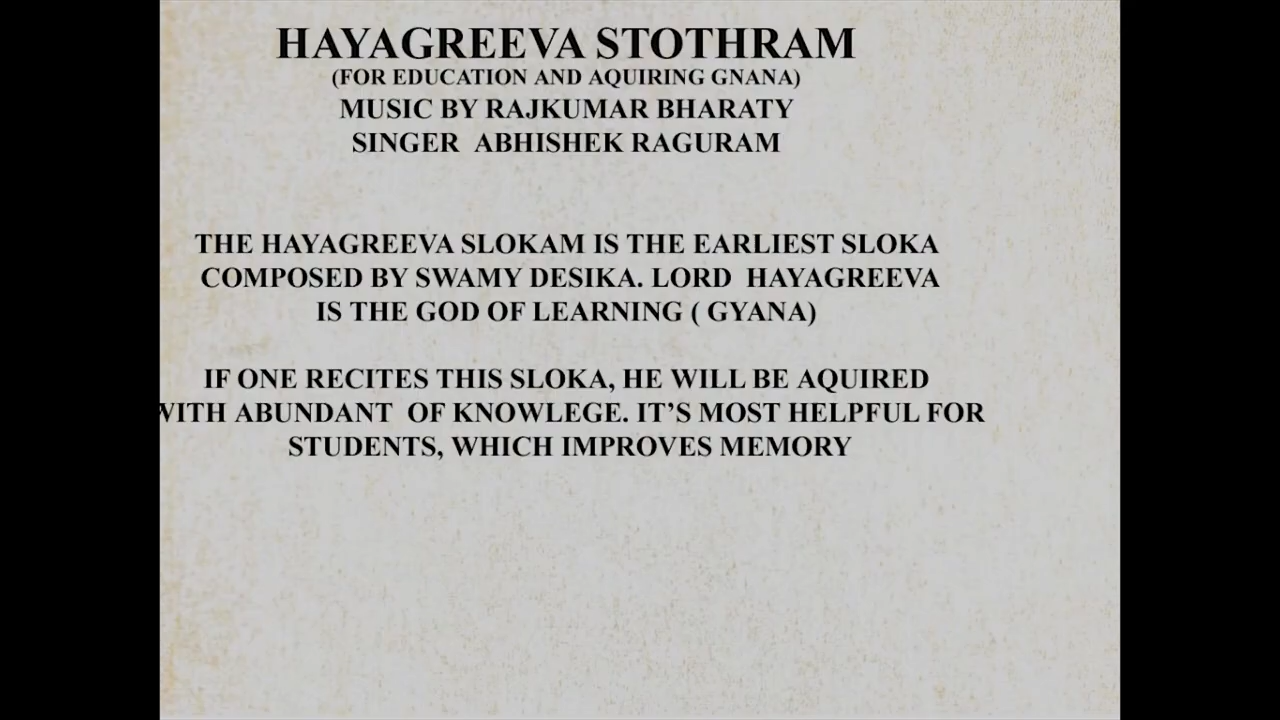 HAYAGREEVA STOTHRAM
(FOR EDUCATION AND AQUIRING GNANA)
MUSIC BY RAJKUMAR BHARATY
SINGER ABHISHEK RAGURAM
THE HAYAGREEVA SLOKAM IS THE EARLIEST SLOKA
COMPOSED BY SWAMY DESIKA. LORD HAYAGREEVA
IS THE GOD OF LEARNING ( GYANA)
IF ONE RECITES THIS SLOKA, HE WILL BE AQUIRED
WITH ABUNDANT OF KNOWLEGE. IT’S MOST HELPFUL FOR
STUDENTS, WHICH IMPROVES MEMORY